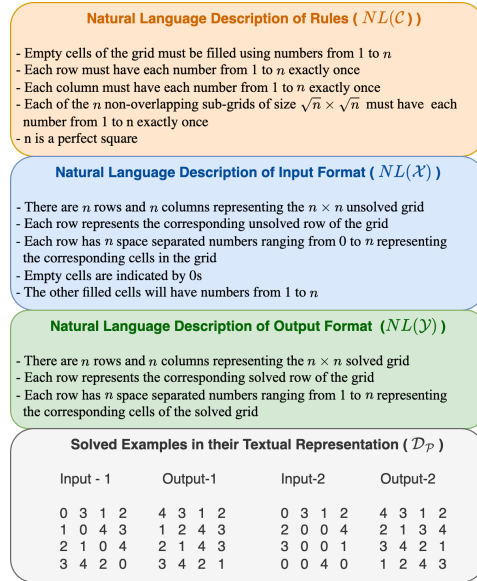 Natural Language Description of Rules ( NL(C) )
- Empty cells of the grid must be filled using numbers from 1 to n
- Each row must have each number from 1 to n exactly once
- Each column must have each number from 1 to n exactly once
- Each of the n non-overlapping sub-grids of size √n × √n must have each
number from 1 to n exactly once
- n is a perfect square
Natural Language Description of Input Format ( NL(X) )
- There are n rows and n columns representing the n × n unsolved grid
- Each row represents the corresponding unsolved row of the grid
- Each row has n space separated numbers ranging from 0 to n representing
the corresponding cells in the grid
- Empty cells are indicated by 0s
- The other filled cells will have numbers from 1 to n
Natural Language Description of Output Format (NL(Y) )
- There are n rows and n columns representing the n × n solved grid
- Each row represents the corresponding solved row of the grid
- Each row has n space separated numbers ranging from 1 to n representing
the corresponding cells of the solved grid
Solved Examples in their Textual Representation ( D_P )
Input - 1 Output-1 Input-2 Output-2
0 3 1 2 4 3 1 2 0 3 1 2 4 3 1 2
1 0 4 3 1 2 4 3 2 0 0 4 2 1 3 4
2 1 0 4 2 1 4 3 3 0 0 1 3 4 2 1
3 4 2 0 3 4 2 1 0 0 4 0 1 2 4 3